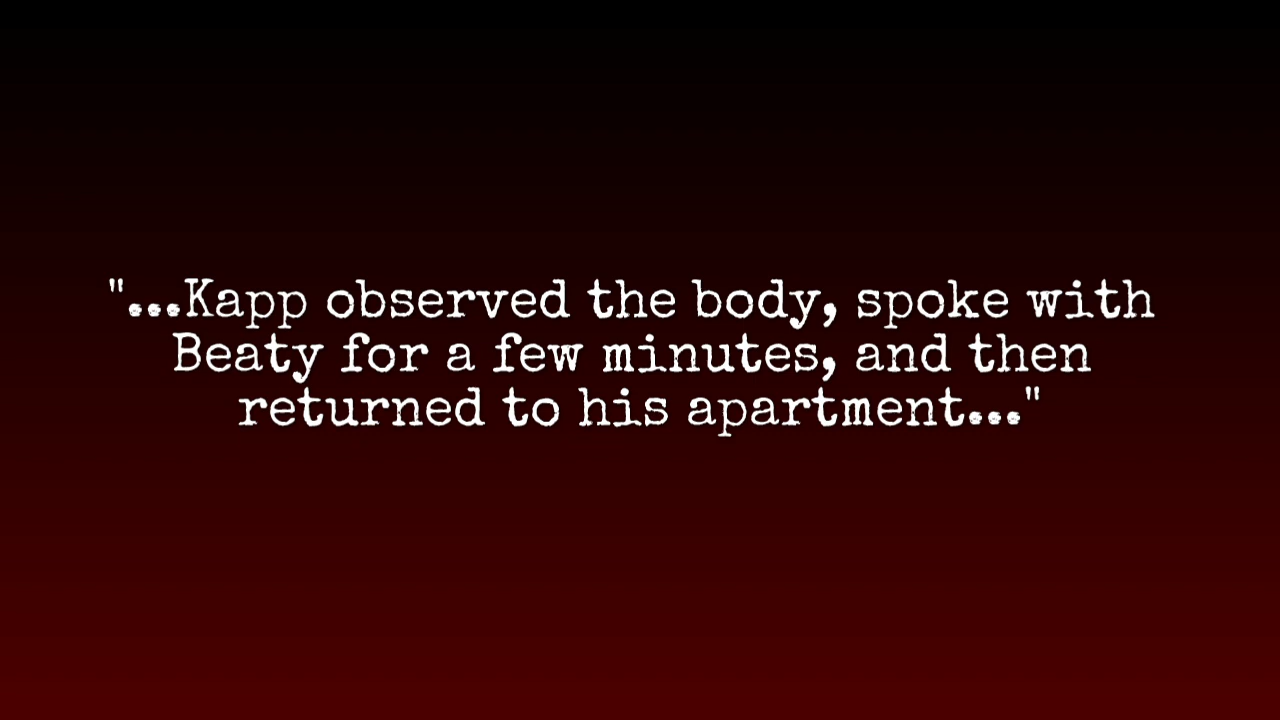 "...Kapp observed the body, spoke with
Beaty for a few minutes, and then
returned to his apartment..."